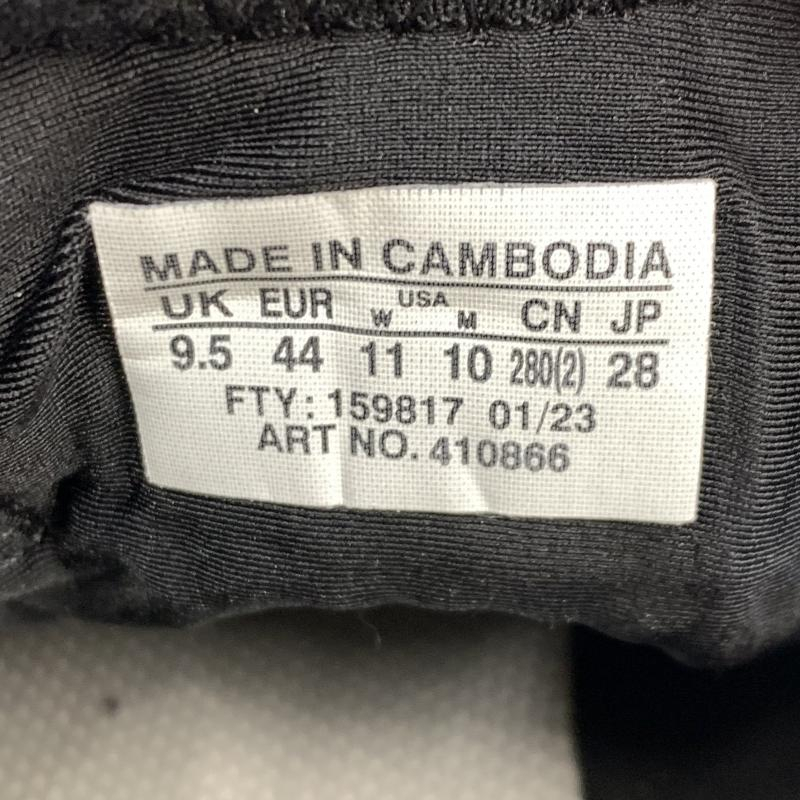 MADE IN CAMBODIA
UK EUR USA CN JP
W M
9.5 44 11 10 280(2) 28
FTY: 159817 01/23
ART NO. 410866